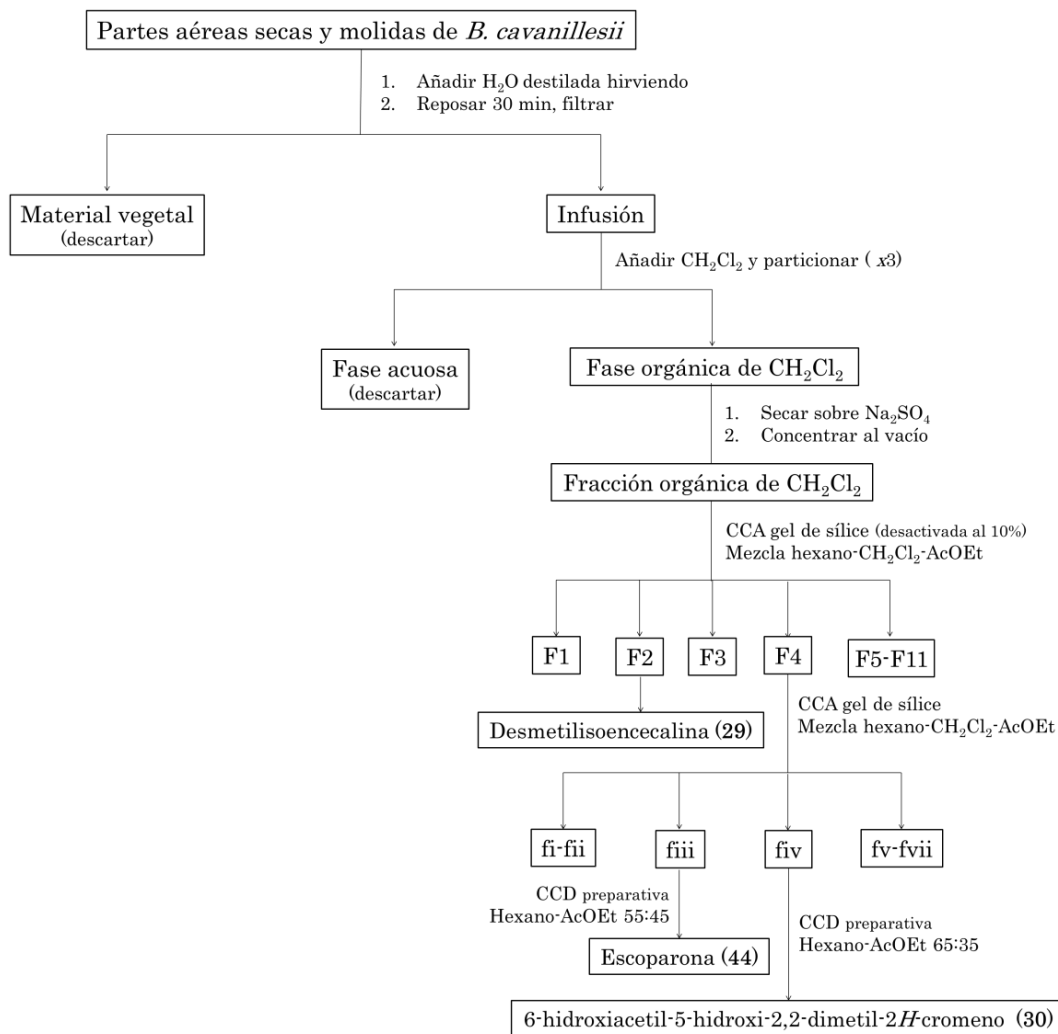 Partes aéreas secas y molidas de B. cavanillesii
1. Añadir H₂O destilada hirviendo
2. Reposar 30 min, filtrar
Material vegetal
(descartar)
Infusión
Añadir CH₂Cl₂ y particionar ( x3)
Fase acuosa
(descartar)
Fase orgánica de CH₂Cl₂
1. Secar sobre Na₂SO₄
2. Concentrar al vacío
Fracción orgánica de CH₂Cl₂
CCA gel de sílice (desactivada al 10%)
Mezcla hexano-CH₂Cl₂-AcOEt
F1
F2
F3
F4
F5-F11
Desmetilisoencecalina (29)
CCA gel de sílice
Mezcla hexano-CH₂Cl₂-AcOEt
fi-fii
fiii
fiv
fv-fvii
CCD preparativa
Hexano-AcOEt 55:45
CCD preparativa
Hexano-AcOEt 65:35
Escoparona (44)
6-hidroxiacetil-5-hidroxi-2,2-dimetil-2H-cromeno (30)